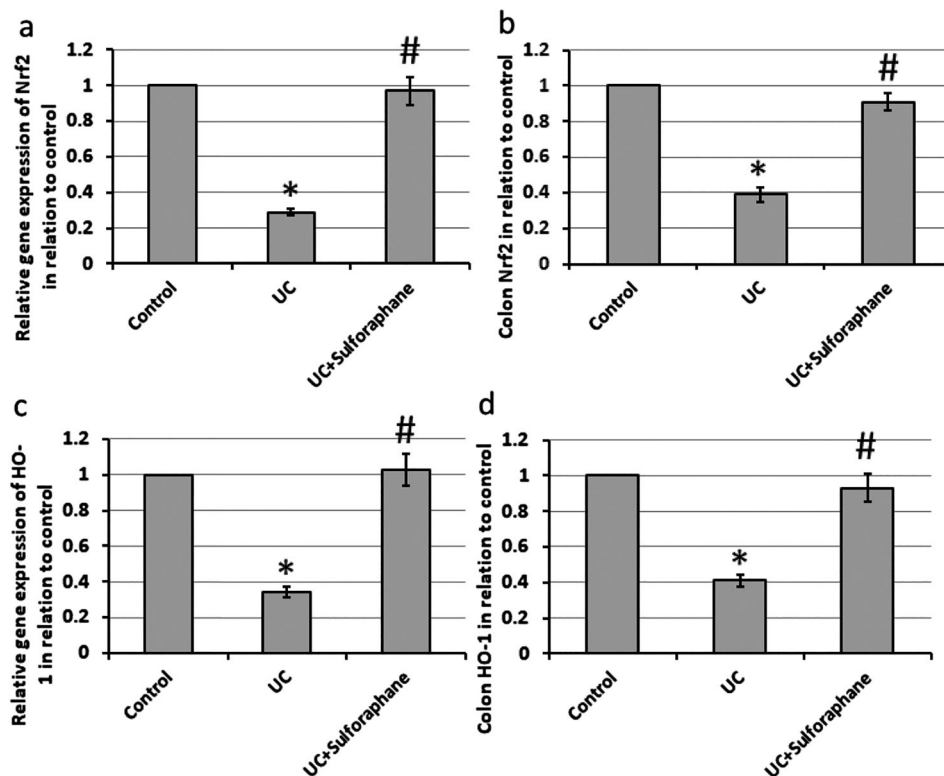 a
Relative gene expression of Nrf2
in relation to control
1.2
1
0.8
0.6
0.4
0.2
0
*
#
Control
UC
UC+Sulforaphane
b
Colon Nrf2 in relation to control
1.2
1
0.8
0.6
0.4
0.2
0
*
#
Control
UC
UC+Sulforaphane
c
Relative gene expression of HO-
1 in relation to control
1.2
1
0.8
0.6
0.4
0.2
0
*
#
Control
UC
UC+Sulforaphane
d
Colon HO-1 in relation to control
1.2
1
0.8
0.6
0.4
0.2
0
*
#
Control
UC
UC+Sulforaphane